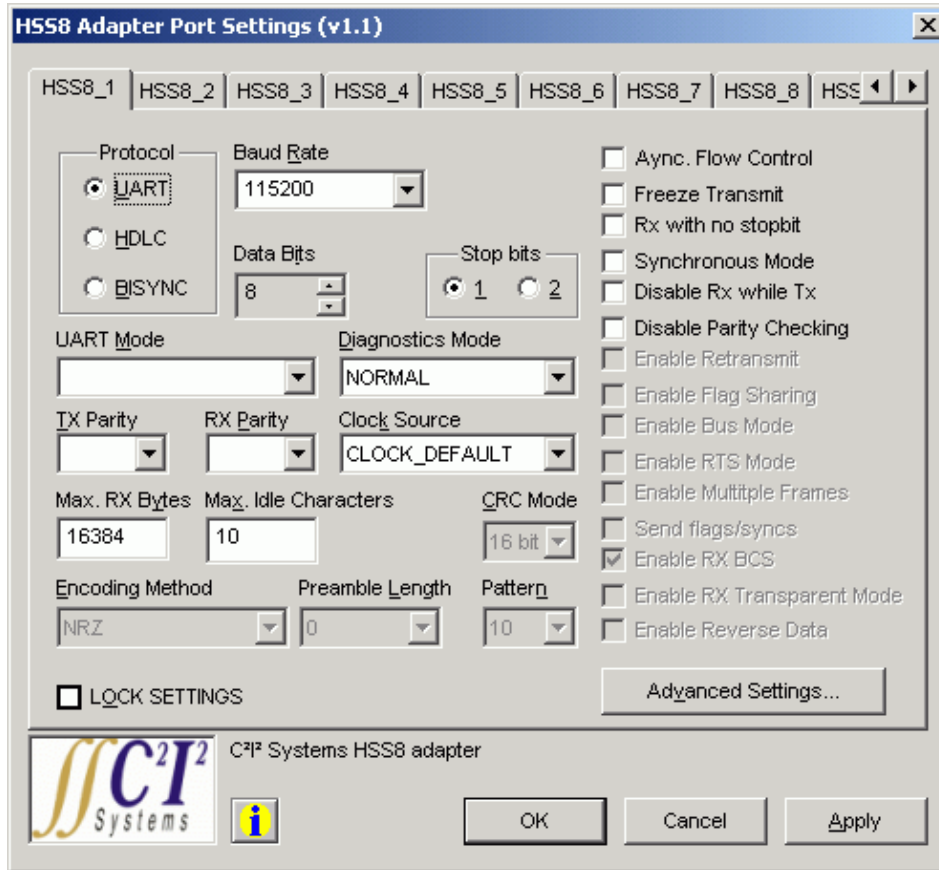 HSS8 Adapter Port Settings (v1.1)
HSS8_1 HSS8_2 HSS8_3 HSS8_4 HSS8_5 HSS8_6 HSS8_7 HSS8_8 HSS
Protocol
UART
HDLC
BISYNC
Baud Rate
115200
Data Bits
8
Stop bits
1 2
UART Mode
Diagnostics Mode
NORMAL
TX Parity
RX Parity
Clock Source
CLOCK_DEFAULT
Max. RX Bytes
16384
Max. Idle Characters
10
CRC Mode
16 bit
Encoding Method
NRZ
Preamble Length
0
Pattern
10
LOCK SETTINGS
Aync. Flow Control
Freeze Transmit
Rx with no stopbit
Synchronous Mode
Disable Rx while Tx
Disable Parity Checking
Enable Retransmit
Enable Flag Sharing
Enable Bus Mode
Enable RTS Mode
Enable Multitple Frames
Send flags/syncs
Enable RX BCS
Enable RX Transparent Mode
Enable Reverse Data
Advanced Settings...
C²I² Systems
C²I² Systems HSS8 adapter
i
OK Cancel Apply